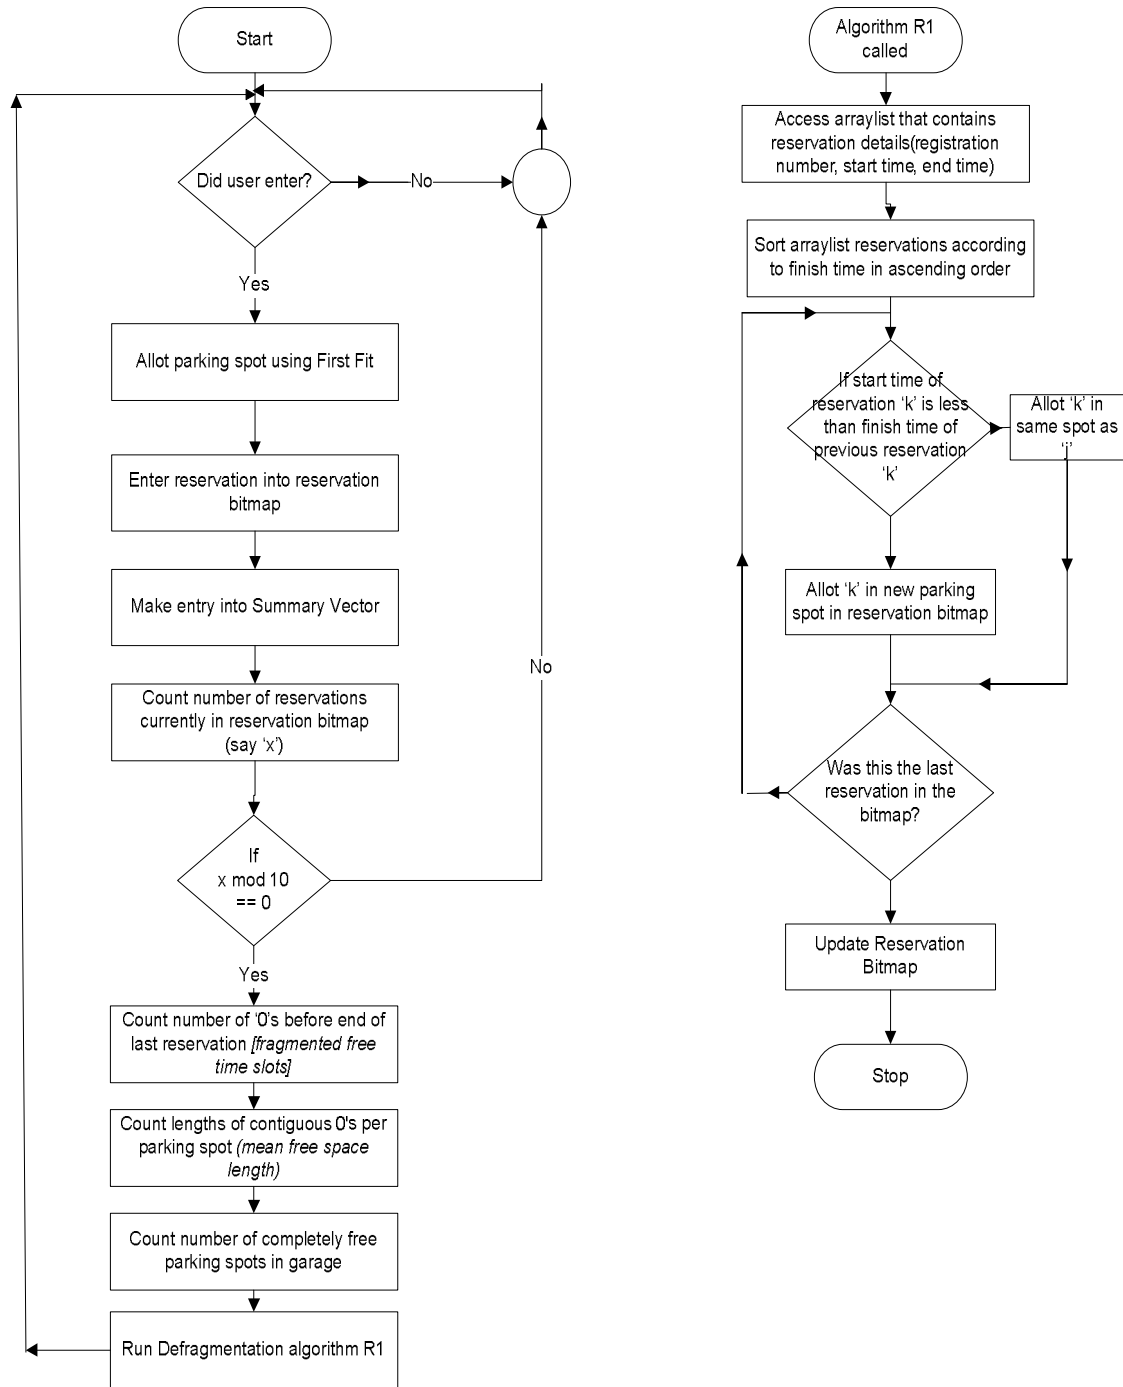 Start
Did user enter?
No
Yes
Allot parking spot using First Fit
Enter reservation into reservation
bitmap
Make entry into Summary Vector
Count number of reservations
currently in reservation bitmap
(say ‘x’)
No
If
x mod 10
== 0
Yes
Count number of ‘0’s before end of
last reservation [fragmented free
time slots]
Count lengths of contiguous 0's per
parking spot (mean free space
length)
Count number of completely free
parking spots in garage
Run Defragmentation algorithm R1
Algorithm R1
called
Access arraylist that contains
reservation details(registration
number, start time, end time)
Sort arraylist reservations according
to finish time in ascending order
If start time of
reservation ‘k’ is less
than finish time of
previous reservation
‘k’
Allot ‘k’ in
same spot as
‘j’
Allot ‘k’ in new parking
spot in reservation bitmap
Was this the last
reservation in the
bitmap?
Update Reservation
Bitmap
Stop